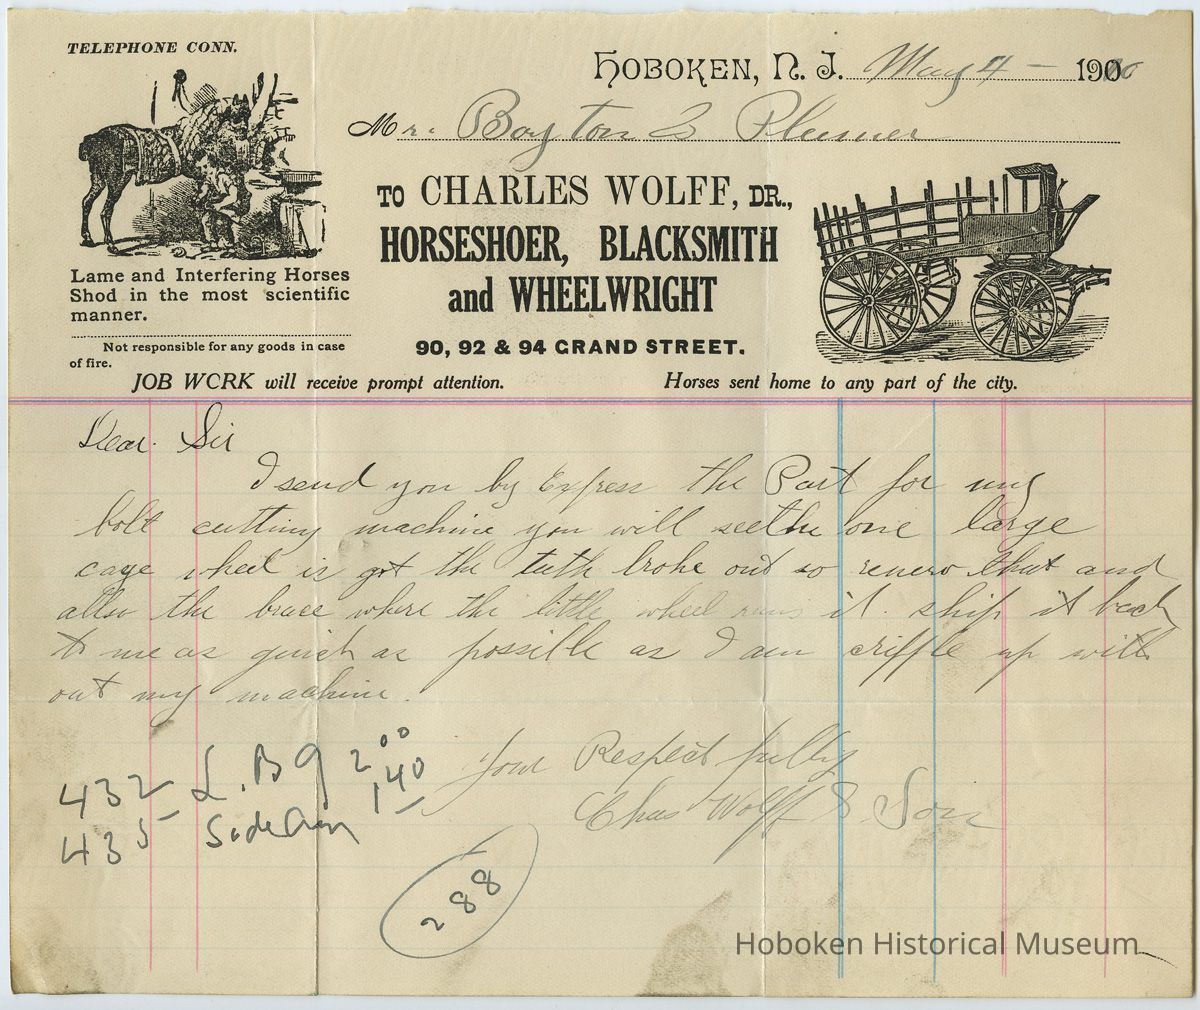 TELEPHONE CONN.
HOBOKEN, N. J. May 4 – 1900
Mr. Boyton & Plumer
TO CHARLES WOLFF, DR.,
HORSESHOER, BLACKSMITH
and WHEELWRIGHT
90, 92 & 94 GRAND STREET.
Lame and Interfering Horses
Shod in the most scientific
manner.
Not responsible for any goods in case
of fire.
JOB WORK will receive prompt attention.
Horses sent home to any part of the city.
Dear Sir
I send you by Express the Part for my
bolt cutting machine you will see the one large
cage wheel is got the teeth broke out so renew that and
allso the brace where the little wheel runs it. ship it back
to me as quick as possible as I am criffle up with
out my machine.
Your Respectfully
Chas Wolff & Son
432 L.B 9 2.00
435 Side Arm 1.40
288
Hoboken Historical Museum